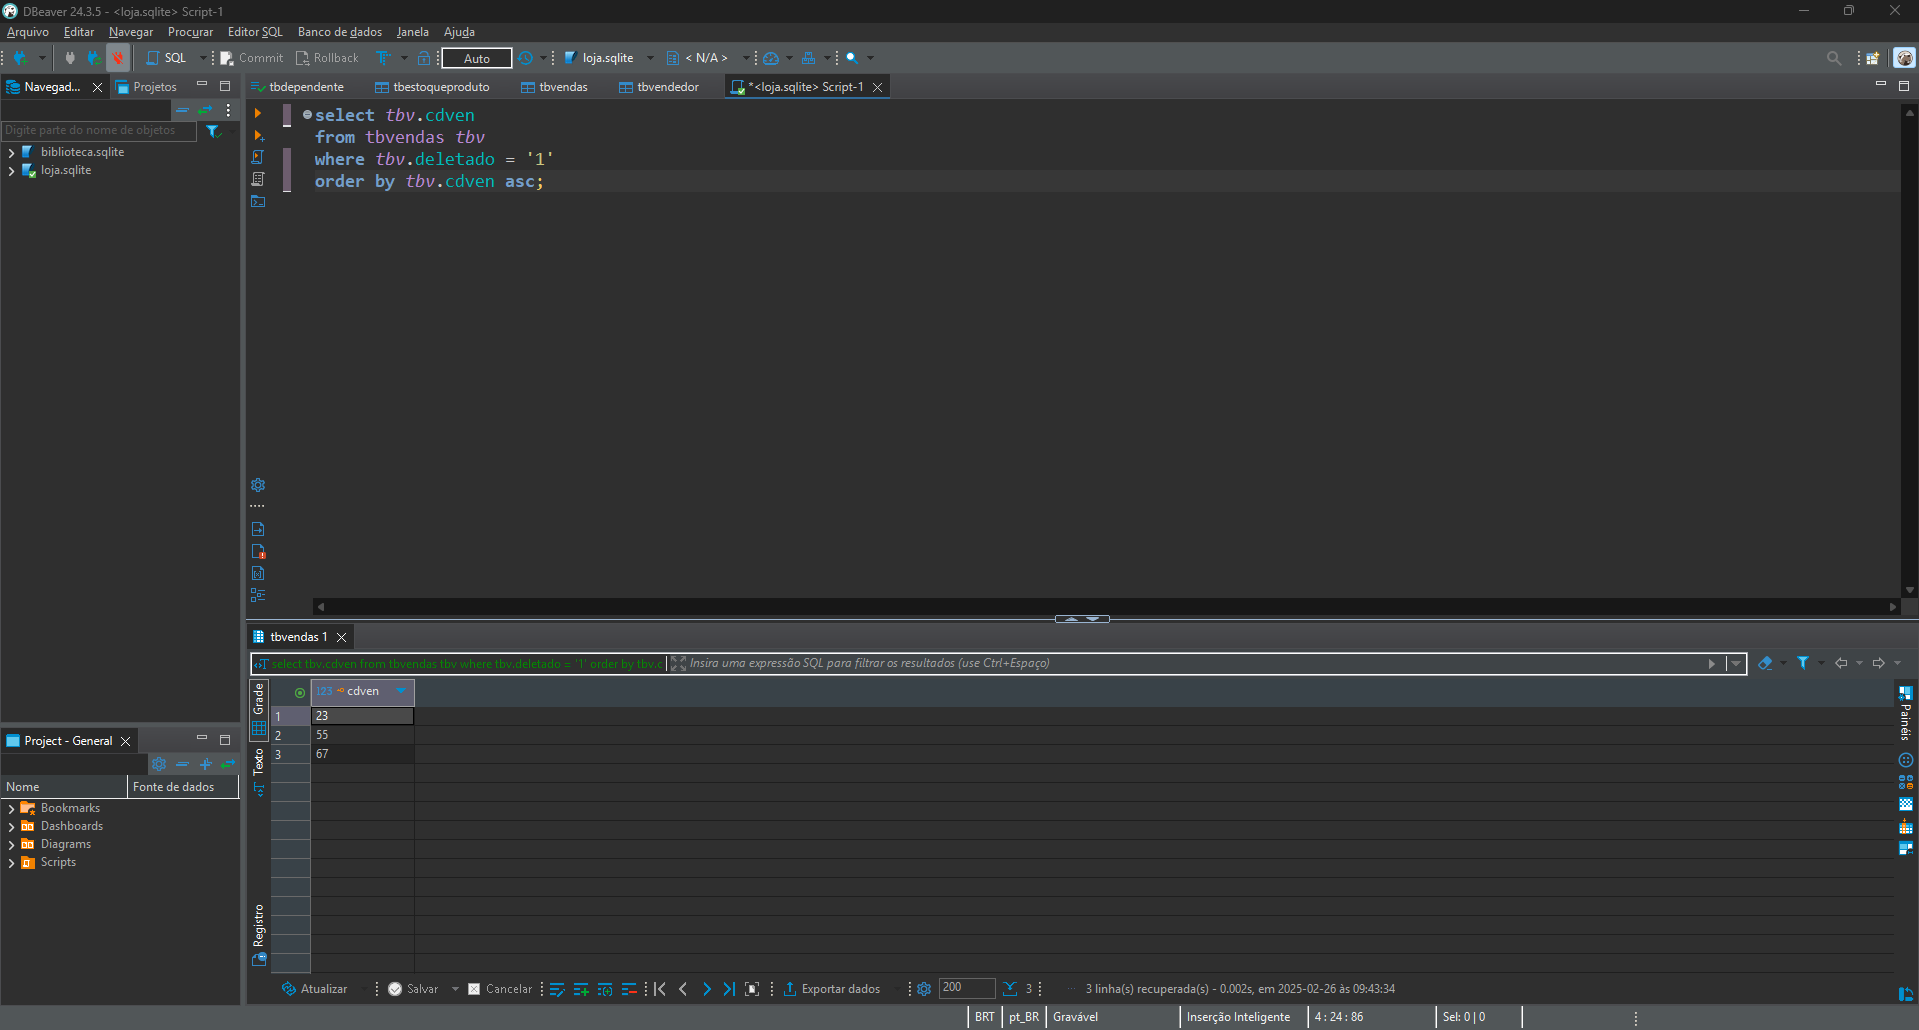 DBeaver 24.3.5 - <loja.sqlite> Script-1
Arquivo Editar Navegar Procurar Editor SQL Banco de dados Janela Ajuda
SQL Commit Rollback Auto loja.sqlite < N/A >
Navegad... Projetos
tbdependente tbestoqueproduto tbvendas tbvendedor *<loja.sqlite> Script-1
Digite parte do nome de objetos
biblioteca.sqlite
loja.sqlite
select tbv.cdven
from tbvendas tbv
where tbv.deletado = '1'
order by tbv.cdven asc;
tbvendas 1
select tbv.cdven from tbvendas tbv where tbv.deletado = '1' order by tbv.c Insira uma expressão SQL para filtrar os resultados (use Ctrl+Espaço)
Grade
Texto
Registro
123 cdven
1 23
2 55
3 67
Painéis
Project - General
Nome Fonte de dados
Bookmarks
Dashboards
Diagrams
Scripts
Atualizar Salvar Cancelar Exportar dados 200 3 ... 3 linha(s) recuperada(s) - 0.002s, em 2025-02-26 às 09:43:34
BRT pt_BR Gravável Inserção Inteligente 4 : 24 : 86 Sel: 0 | 0